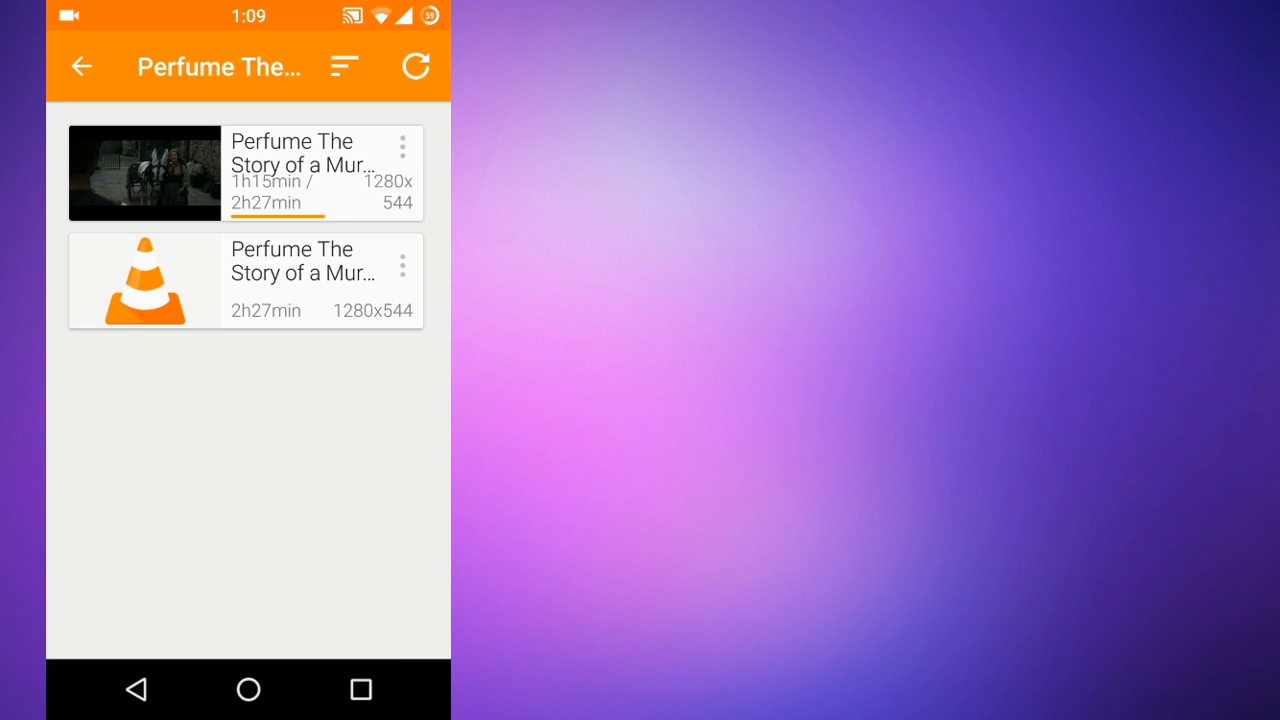 1:09
59
Perfume The...
Perfume The
Story of a Mur...
1h15min /
2h27min
1280x
544
Perfume The
Story of a Mur...
2h27min
1280x544